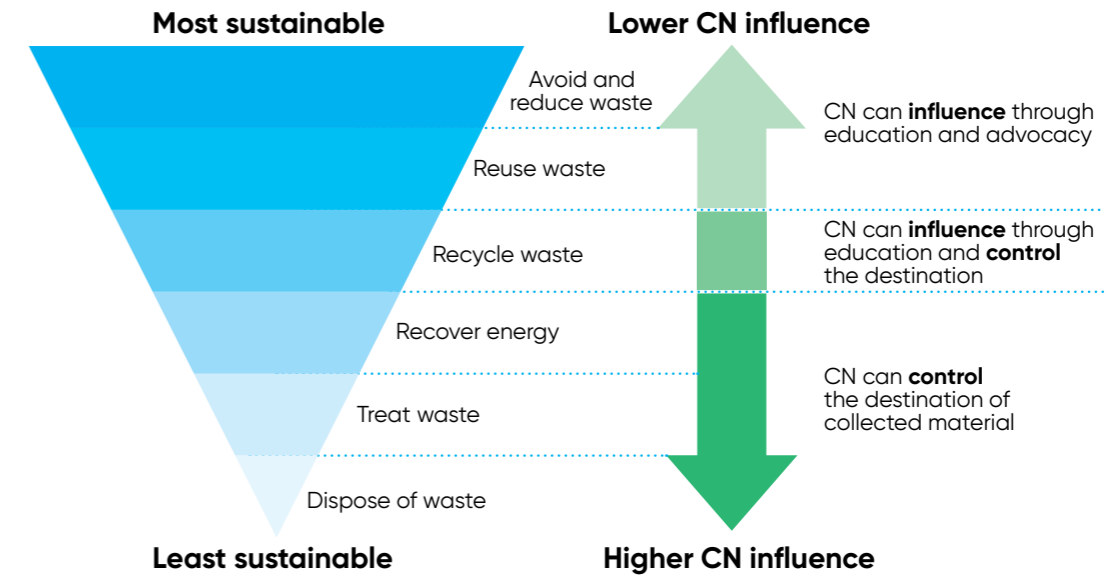 Most sustainable
Lower CN influence
Avoid and
reduce waste
CN can influence through
education and advocacy
Reuse waste
Recycle waste
CN can influence through
education and control
the destination
Recover energy
Treat waste
CN can control
the destination of
collected material
Dispose of waste
Least sustainable
Higher CN influence